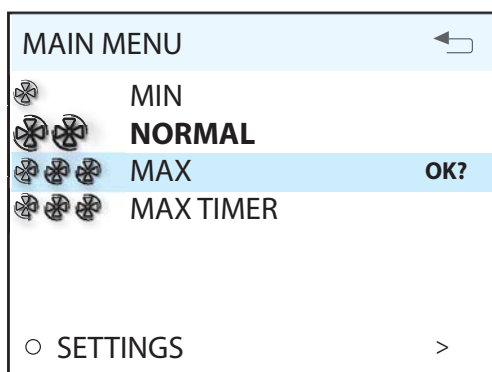 MAIN MENU
MIN
NORMAL
MAX OK?
MAX TIMER
SETTINGS >